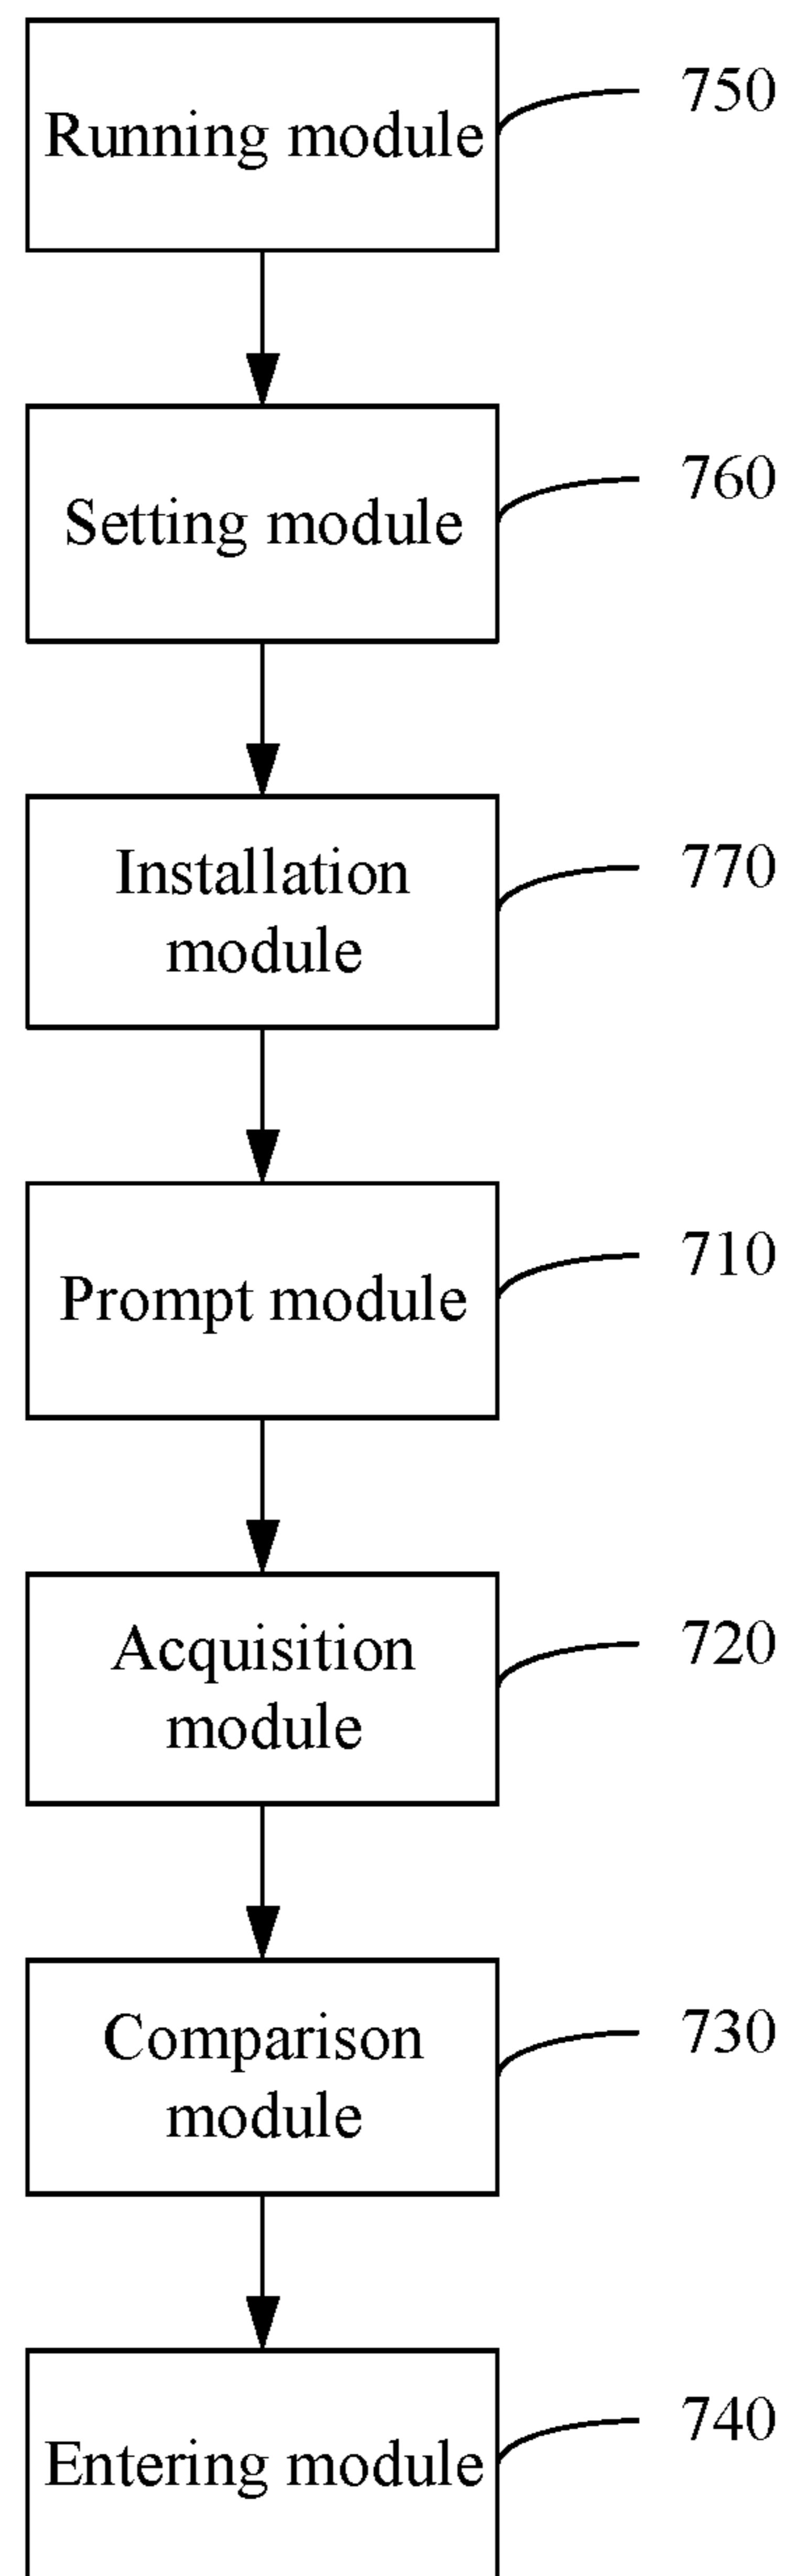 Running module
750
Setting module
760
Installation
module
770
Prompt module
710
Acquisition
module
720
Comparison
module
730
Entering module
740